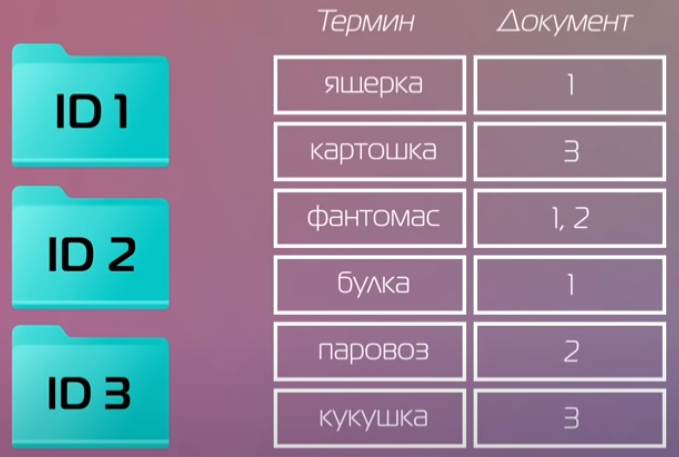 Термин Документ
ID 1
ящерка 1
картошка 3
ID 2
фантомас 1, 2
булка 1
ID 3
паровоз 2
кукушка 3